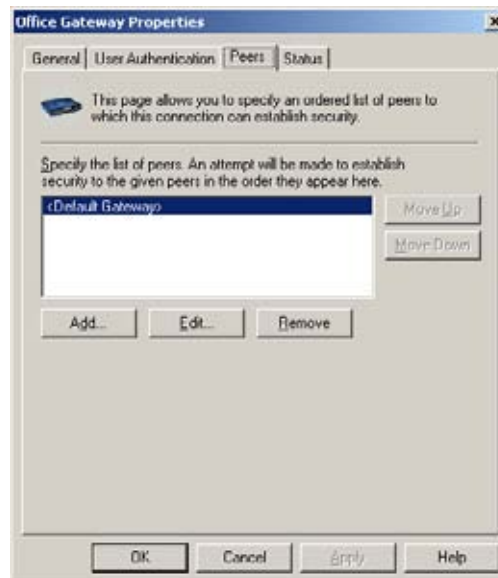 Office Gateway Properties
General User Authentication Peers Status
This page allows you to specify an ordered list of peers to
which this connection can establish security.
Specify the list of peers. An attempt will be made to establish
security to the given peers in the order they appear here.
<Default Gateway>
Move Up
Move Down
Add... Edit... Remove
OK Cancel Apply Help